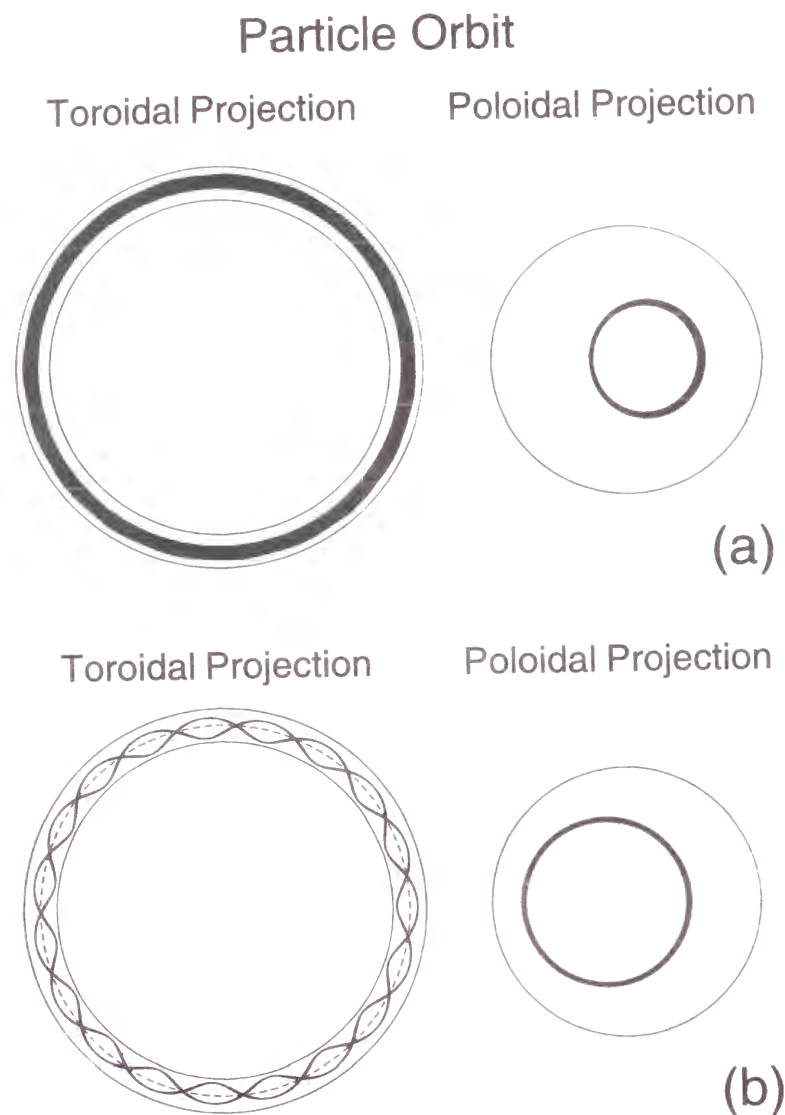 Particle Orbit
Toroidal Projection
Poloidal Projection
(a)
Toroidal Projection
Poloidal Projection
(b)